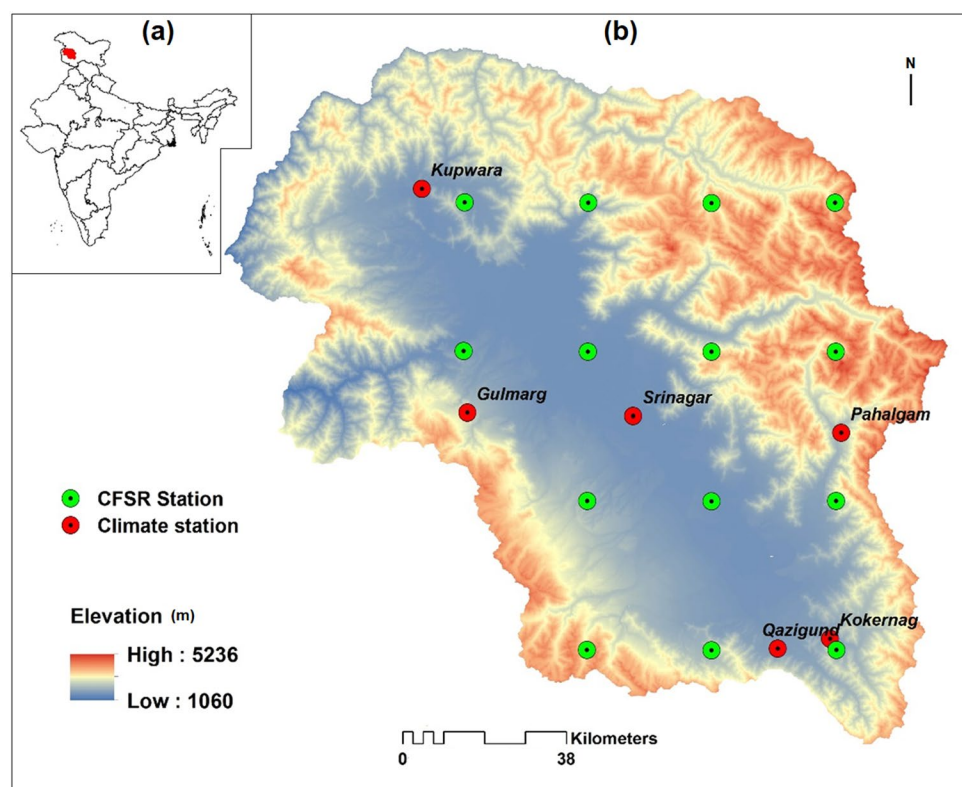 (a)
(b)
N
Kupwara
Gulmarg
Srinagar
Pahalgam
CFSR Station
Climate station
Qazigund
Kokernag
Elevation (m)
High : 5236
Low : 1060
Kilometers
0 38